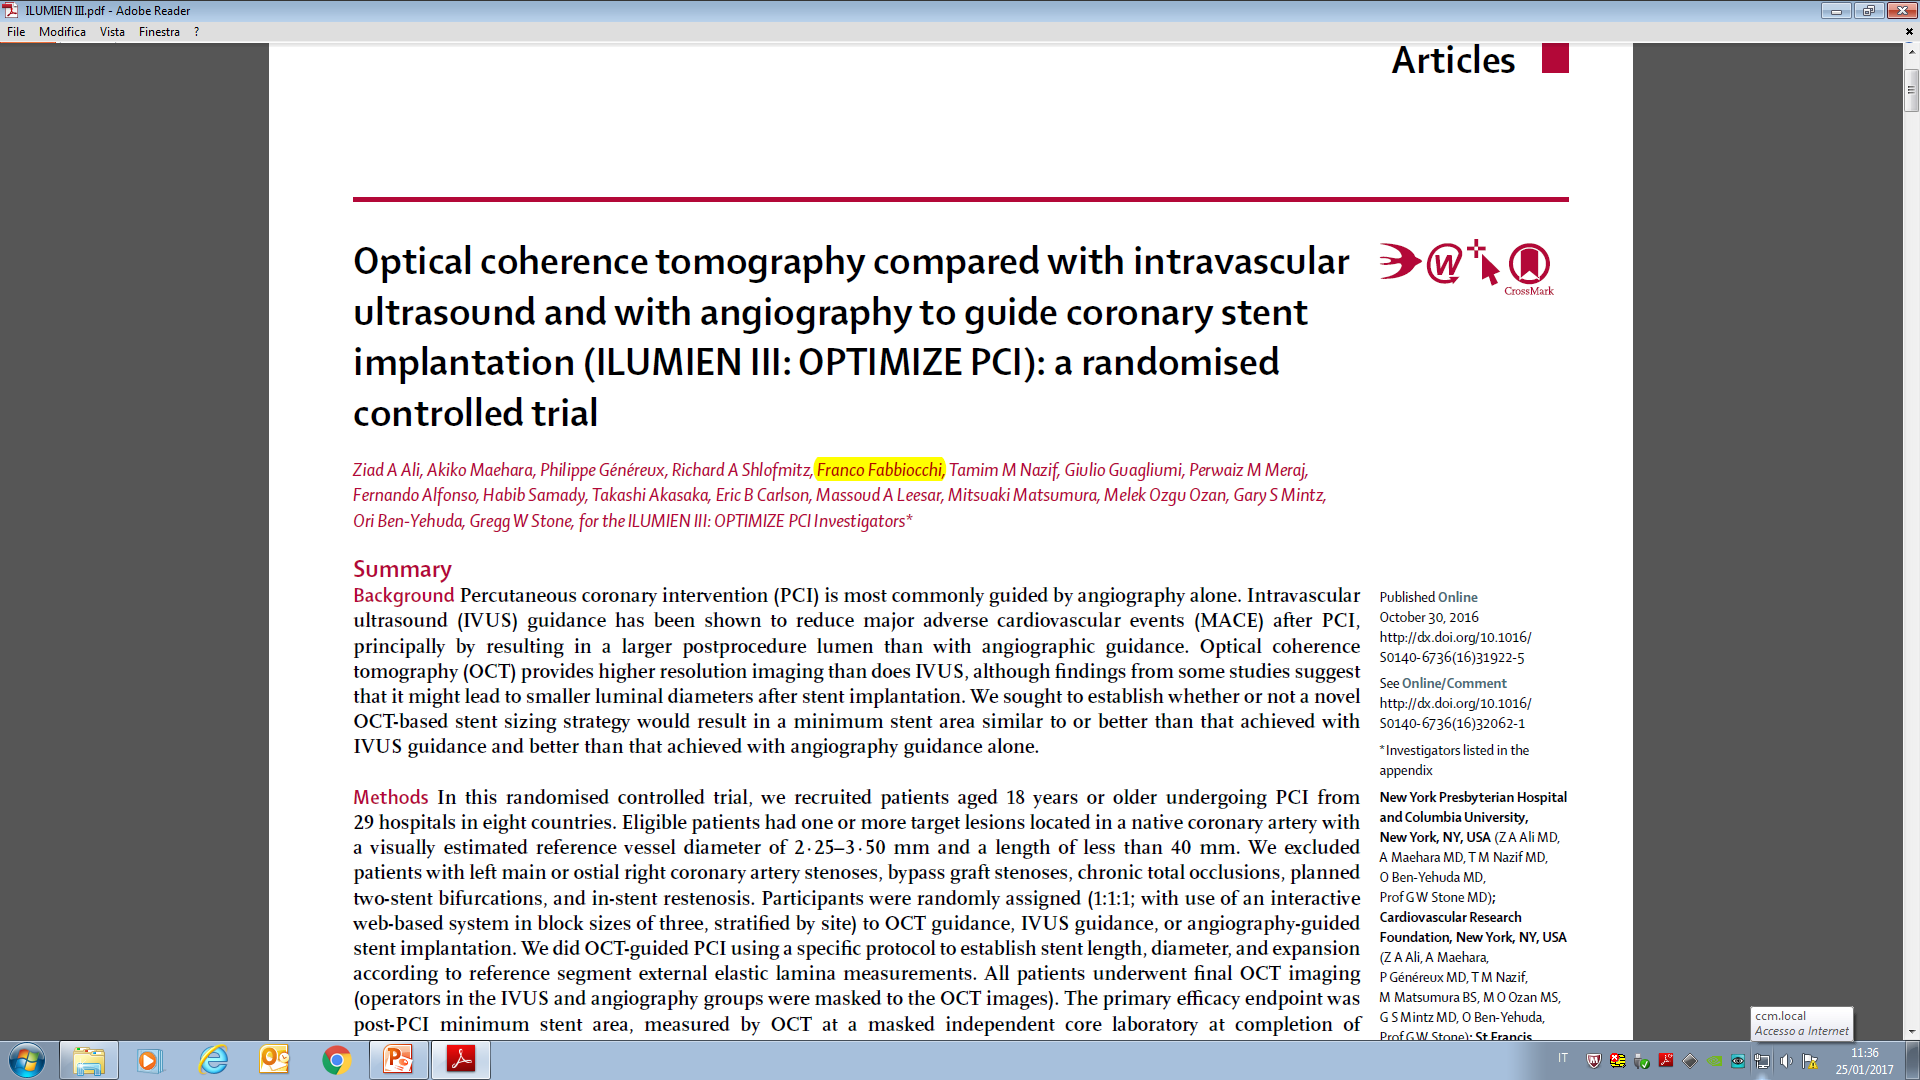 ILUMIEN III.pdf - Adobe Reader
File Modifica Vista Finestra ?
Articles
Optical coherence tomography compared with intravascular
ultrasound and with angiography to guide coronary stent
implantation (ILUMIEN III: OPTIMIZE PCI): a randomised
controlled trial
CrossMark
Ziad A Ali, Akiko Maehara, Philippe Généreux, Richard A Shlofmitz, Franco Fabbiocchi, Tamim M Nazif, Giulio Guagliumi, Perwaiz M Meraj,
Fernando Alfonso, Habib Samady, Takashi Akasaka, Eric B Carlson, Massoud A Leesar, Mitsuaki Matsumura, Melek Ozgu Ozan, Gary S Mintz,
Ori Ben-Yehuda, Gregg W Stone, for the ILUMIEN III: OPTIMIZE PCI Investigators*
Summary
Background Percutaneous coronary intervention (PCI) is most commonly guided by angiography alone. Intravascular
ultrasound (IVUS) guidance has been shown to reduce major adverse cardiovascular events (MACE) after PCI,
principally by resulting in a larger postprocedure lumen than with angiographic guidance. Optical coherence
tomography (OCT) provides higher resolution imaging than does IVUS, although findings from some studies suggest
that it might lead to smaller luminal diameters after stent implantation. We sought to establish whether or not a novel
OCT-based stent sizing strategy would result in a minimum stent area similar to or better than that achieved with
IVUS guidance and better than that achieved with angiography guidance alone.
Methods In this randomised controlled trial, we recruited patients aged 18 years or older undergoing PCI from
29 hospitals in eight countries. Eligible patients had one or more target lesions located in a native coronary artery with
a visually estimated reference vessel diameter of 2·25–3·50 mm and a length of less than 40 mm. We excluded
patients with left main or ostial right coronary artery stenoses, bypass graft stenoses, chronic total occlusions, planned
two-stent bifurcations, and in-stent restenosis. Participants were randomly assigned (1:1:1; with use of an interactive
web-based system in block sizes of three, stratified by site) to OCT guidance, IVUS guidance, or angiography-guided
stent implantation. We did OCT-guided PCI using a specific protocol to establish stent length, diameter, and expansion
according to reference segment external elastic lamina measurements. All patients underwent final OCT imaging
(operators in the IVUS and angiography groups were masked to the OCT images). The primary efficacy endpoint was
post-PCI minimum stent area, measured by OCT at a masked independent core laboratory at completion of
Published Online
October 30, 2016
http://dx.doi.org/10.1016/
S0140-6736(16)31922-5
See Online/Comment
http://dx.doi.org/10.1016/
S0140-6736(16)32062-1
*Investigators listed in the
appendix
New York Presbyterian Hospital
and Columbia University,
New York, NY, USA (Z A Ali MD,
A Maehara MD, T M Nazif MD,
O Ben-Yehuda MD,
Prof G W Stone MD);
Cardiovascular Research
Foundation, New York, NY, USA
(Z A Ali, A Maehara,
P Généreux MD, T M Nazif,
M Matsumura BS, M O Ozan MS,
G S Mintz MD, O Ben-Yehuda,
Prof G W Stone); St Francis
ccm.local
Accesso a Internet
IT
11:36
25/01/2017